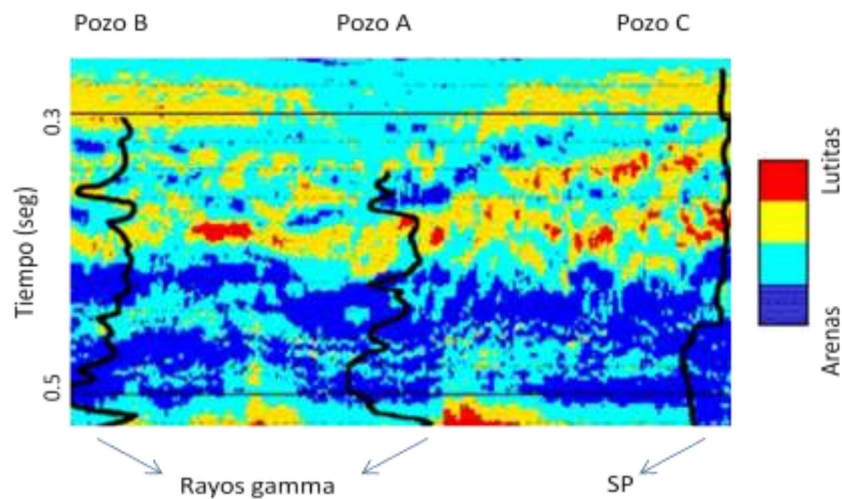 Pozo B
Pozo A
Pozo C
0.3
Tiempo (seg)
0.5
Lutitas
Arenas
Rayos gamma
SP